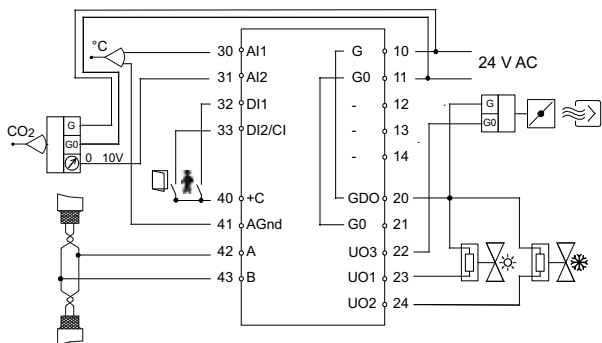 °C
30 AI1 G 10
24 V AC
31 AI2 G0 11
32 DI1 - 12
G
G
33 DI2/CI - 13
G0
CO2
G0
- 14
0 10V
40 +C GDO 20
41 AGnd G0 21
42 A UO3 22
43 B UO1 23
UO2 24